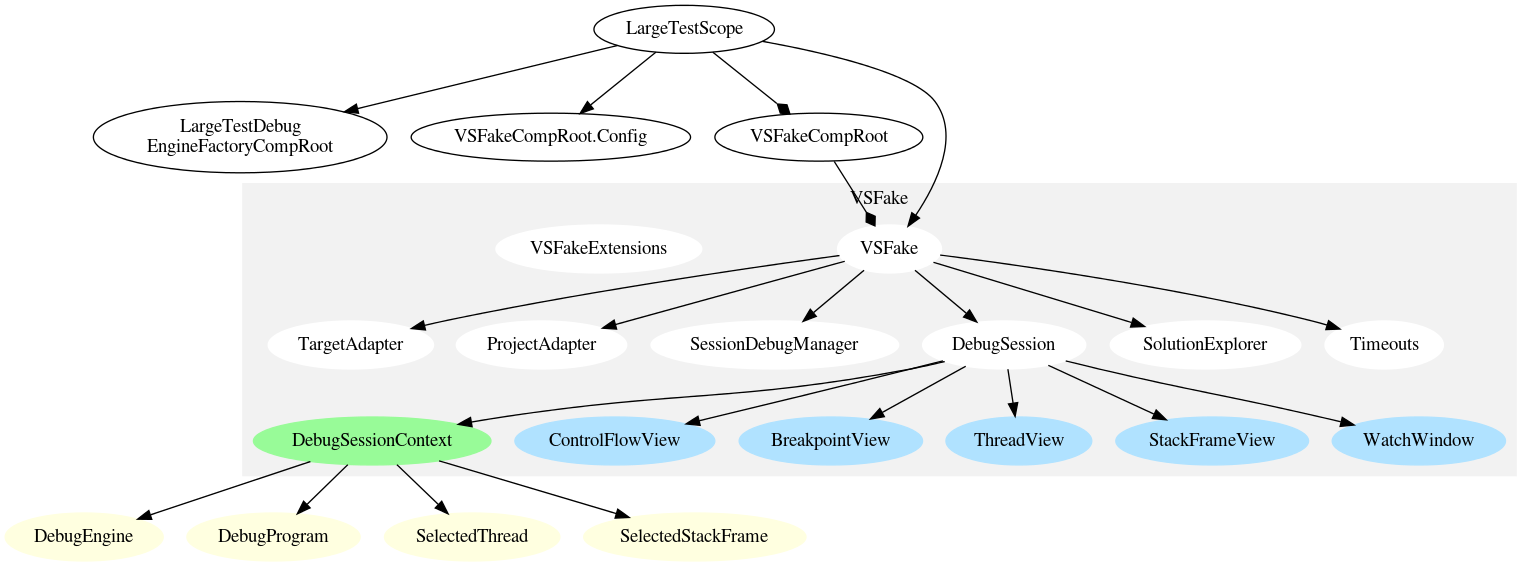 LargeTestScope
LargeTestDebug
EngineFactoryCompRoot
VSFakeCompRoot.Config
VSFakeCompRoot
VSFake
VSFakeExtensions
VSFake
TargetAdapter
ProjectAdapter
SessionDebugManager
DebugSession
SolutionExplorer
Timeouts
DebugSessionContext
ControlFlowView
BreakpointView
ThreadView
StackFrameView
WatchWindow
DebugEngine
DebugProgram
SelectedThread
SelectedStackFrame